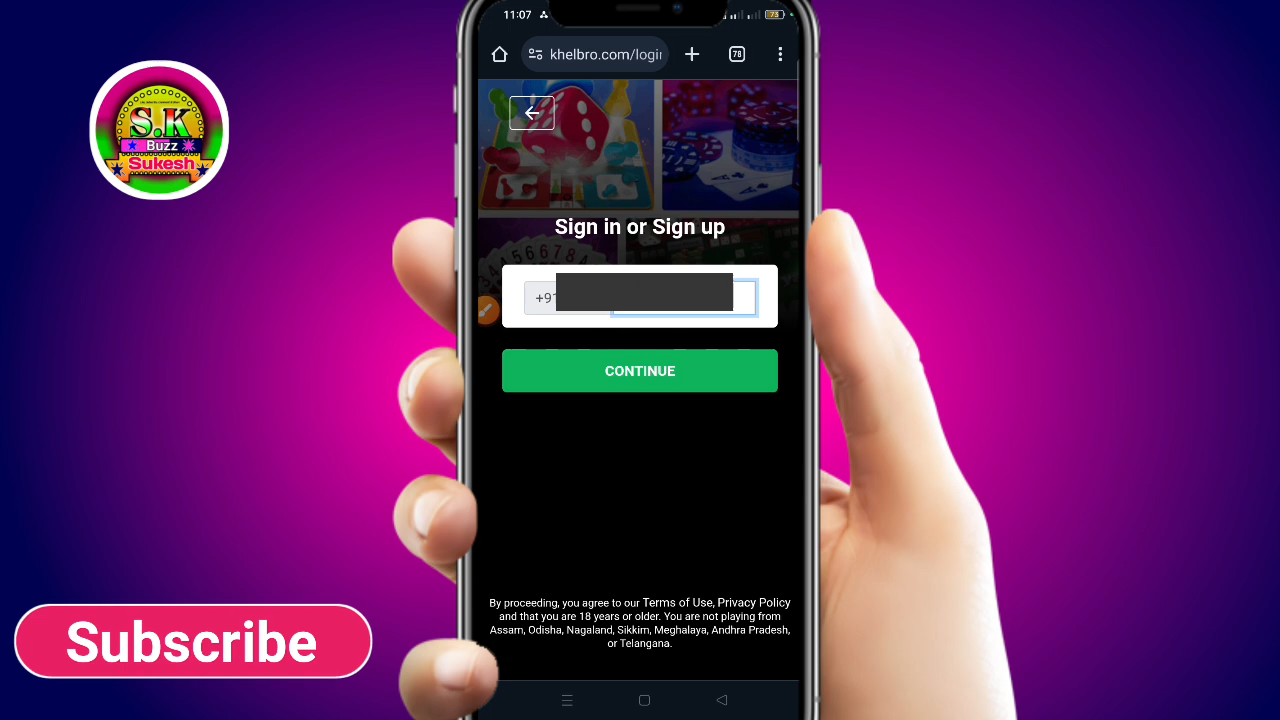 11:07
73
khelbro.com/logi
78
S.K
Buzz
Sukesh
Sign in or Sign up
+91
CONTINUE
By proceeding, you agree to our Terms of Use, Privacy Policy
and that you are 18 years or older. You are not playing from
Assam, Odisha, Nagaland, Sikkim, Meghalaya, Andhra Pradesh,
or Telangana.
Subscribe